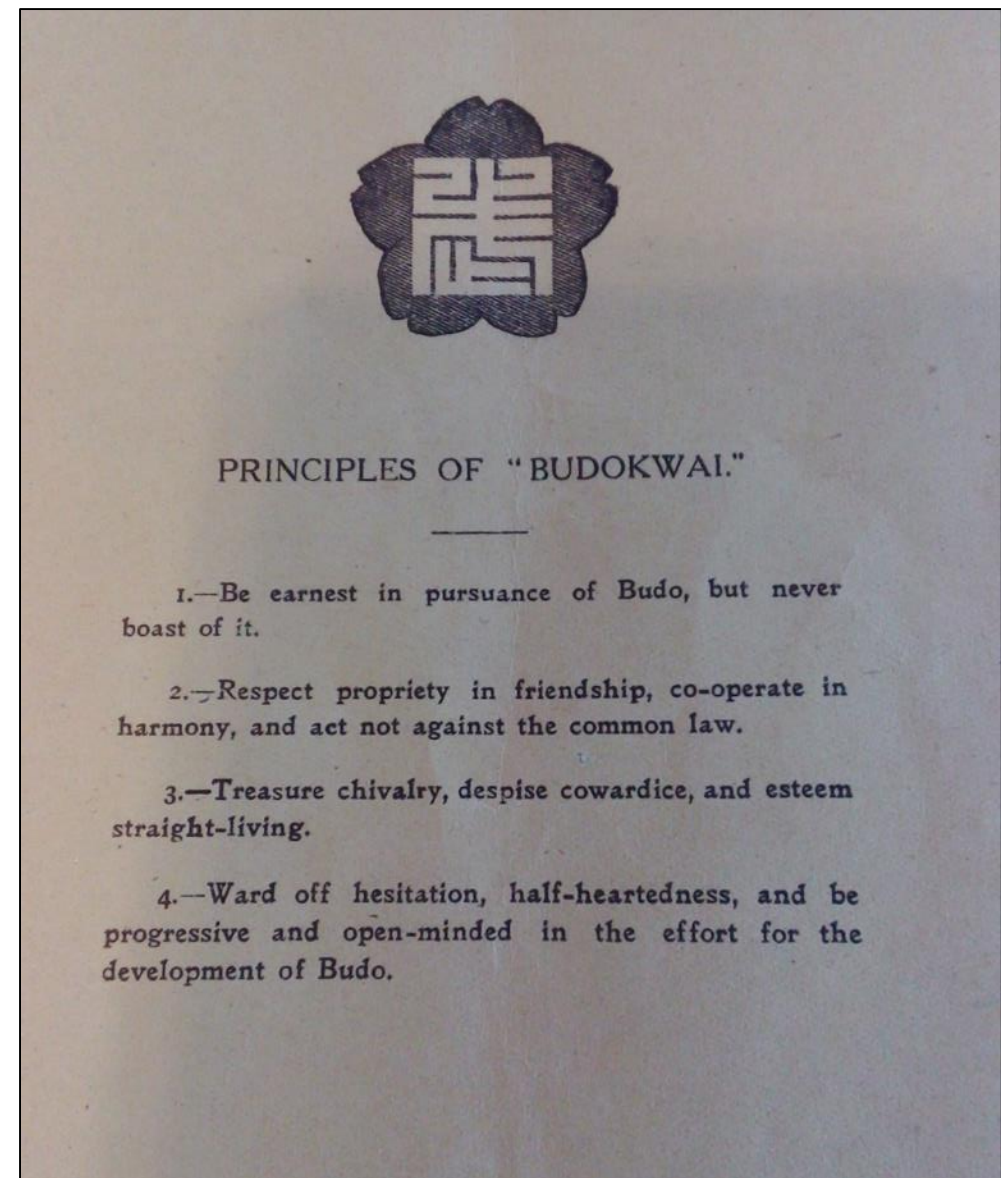 PRINCIPLES OF "BUDOKWAI."
1.—Be earnest in pursuance of Budo, but never
boast of it.
2.—Respect propriety in friendship, co-operate in
harmony, and act not against the common law.
3.—Treasure chivalry, despise cowardice, and esteem
straight-living.
4.—Ward off hesitation, half-heartedness, and be
progressive and open-minded in the effort for the
development of Budo.